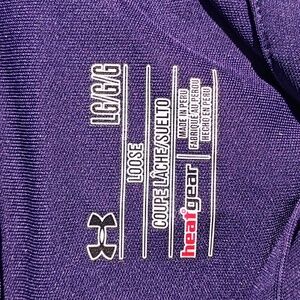 LG/G/G
LOOSE
COUPE LÂCHE/SUELTO
heatgear
MADE IN PERU
FABRIQUÉ AU PÉROU
HECHO EN PERÚ